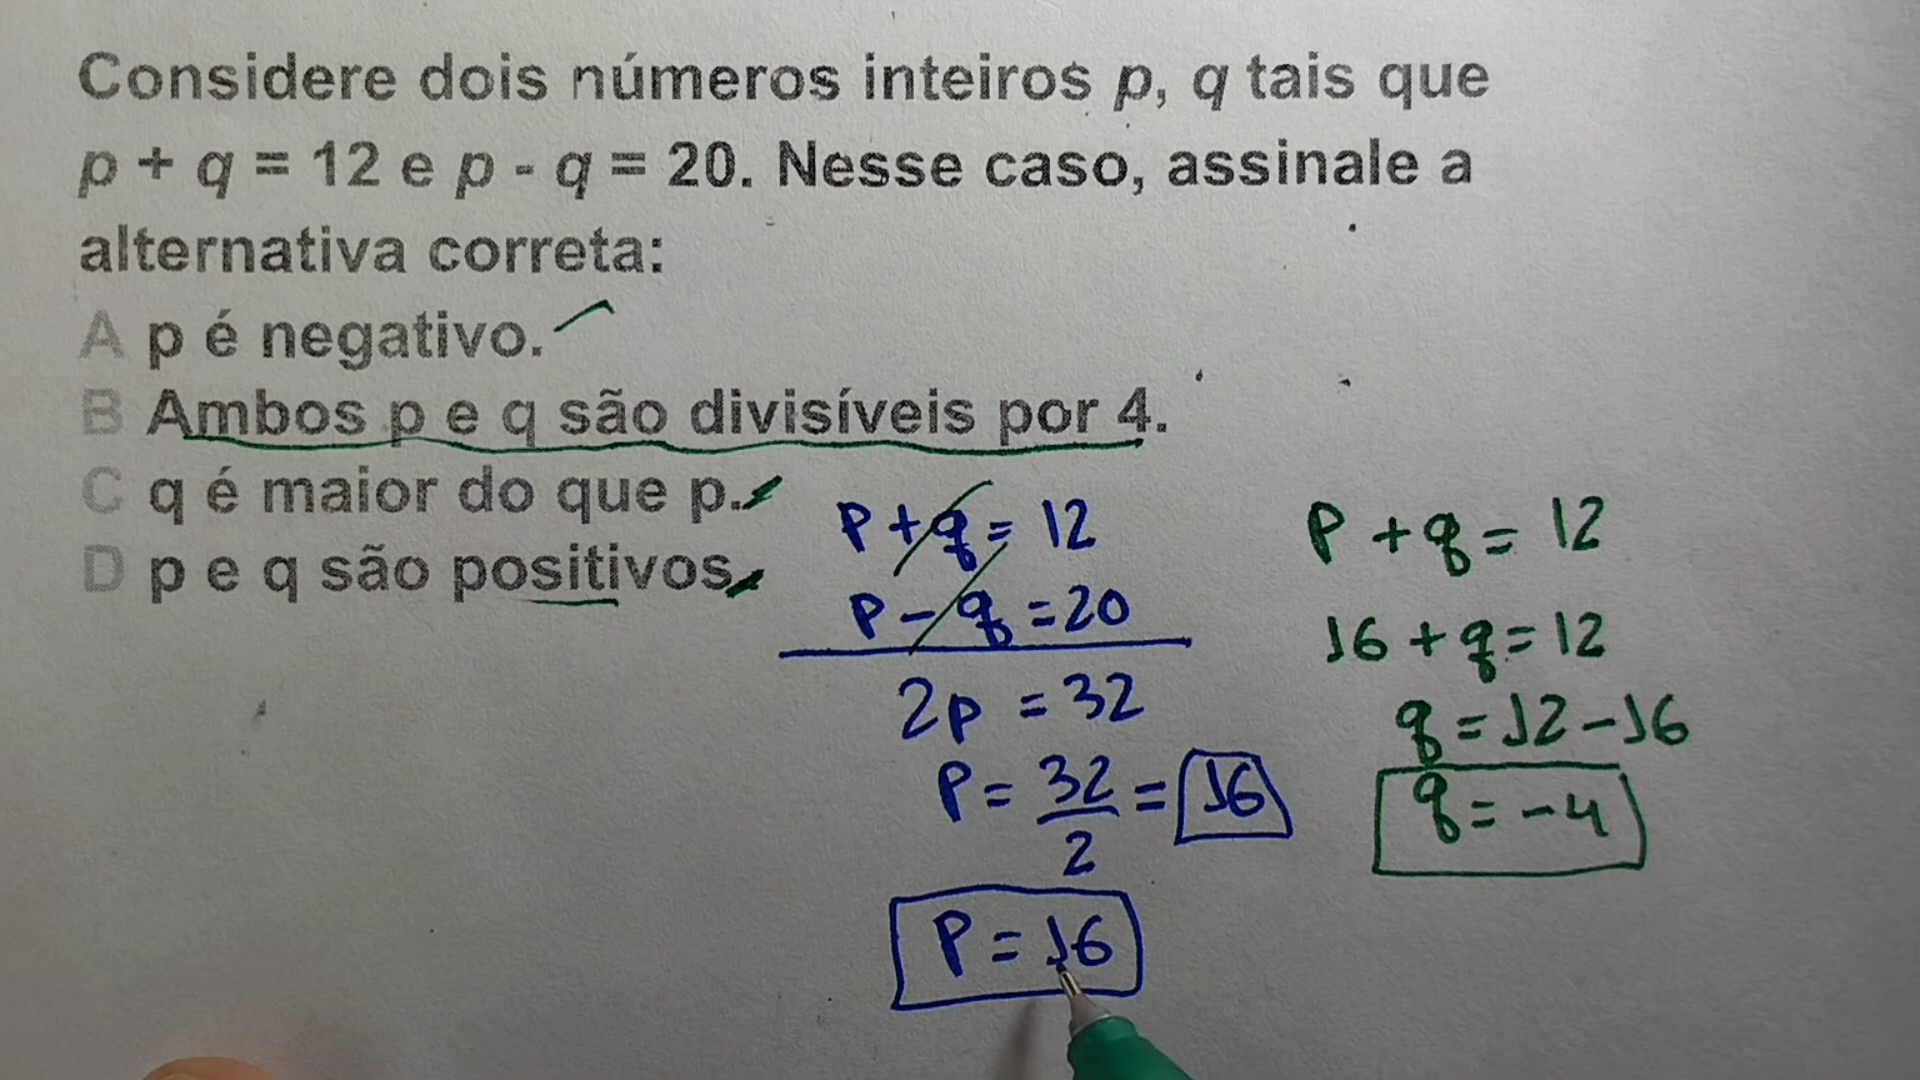 Considere dois números inteiros p, q tais que
p + q = 12 e p - q = 20. Nesse caso, assinale a
alternativa correta:
A p é negativo.
B Ambos p e q são divisíveis por 4.
C q é maior do que p.
D p e q são positivos.
P + q = 12
P - q = 20
2p = 32
P = 32/2 = 16
P = 16
P + q = 12
16 + q = 12
q = 12 - 16
q = -4